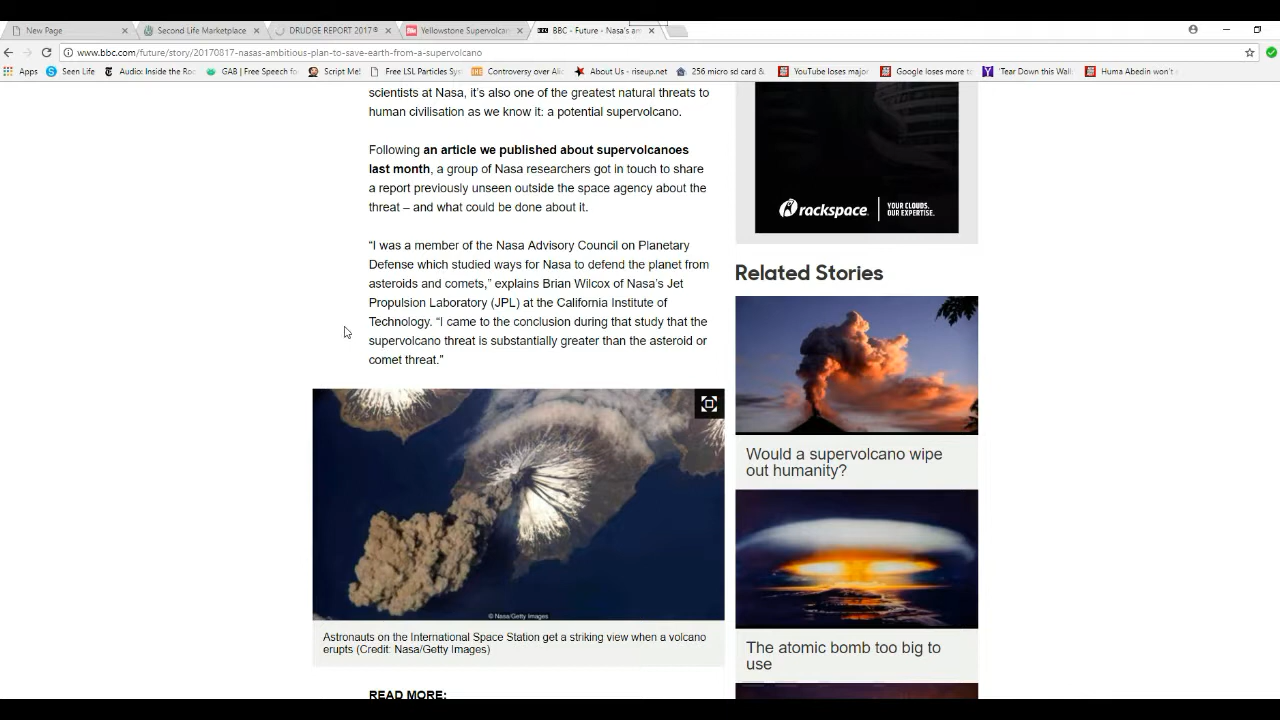 New Page
Second Life Marketplace
DRUDGE REPORT 2017®
Yellowstone Supervolcan
BBC - Future - Nasa's am
www.bbc.com/future/story/20170817-nasas-ambitious-plan-to-save-earth-from-a-supervolcano
Apps
Seen Life
Audio: Inside the Ro
GAB | Free Speech fo
Script Me!
Free LSL Particles Sys
Controversy over Ali
About Us - riseup.net
256 micro sd card &
YouTube loses major
Google loses more t
'Tear Down this Wall
Huma Abedin won't
scientists at Nasa, it's also one of the greatest natural threats to
human civilisation as we know it: a potential supervolcano.
Following an article we published about supervolcanoes
last month, a group of Nasa researchers got in touch to share
a report previously unseen outside the space agency about the
threat – and what could be done about it.
“I was a member of the Nasa Advisory Council on Planetary
Defense which studied ways for Nasa to defend the planet from
asteroids and comets,” explains Brian Wilcox of Nasa's Jet
Propulsion Laboratory (JPL) at the California Institute of
Technology. “I came to the conclusion during that study that the
supervolcano threat is substantially greater than the asteroid or
comet threat.”
© Nasa/Getty Images
Astronauts on the International Space Station get a striking view when a volcano
erupts (Credit: Nasa/Getty Images)
READ MORE:
rackspace.
YOUR CLOUDS.
OUR EXPERTISE.
Related Stories
Would a supervolcano wipe
out humanity?
The atomic bomb too big to
use